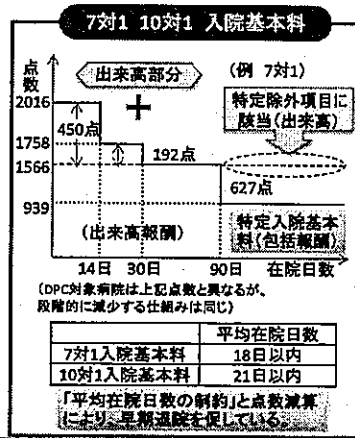 7対1 10対1 入院基本料
点数
出来高部分
(例 7対1)
特定除外項目に
該当(出来高)
2016
450点
1758
192点
1566
627点
939
(出来高報酬)
特定入院基本
料(包括報酬)
14日 30日 90日 在院日数
(DPC対象病院は上記点数と異なるが、
段階的に減少する仕組みは同じ)
平均在院日数
7対1入院基本料 18日以内
10対1入院基本料 21日以内
「平均在院日数の制約」と点数減算
により、早期退院を促している。